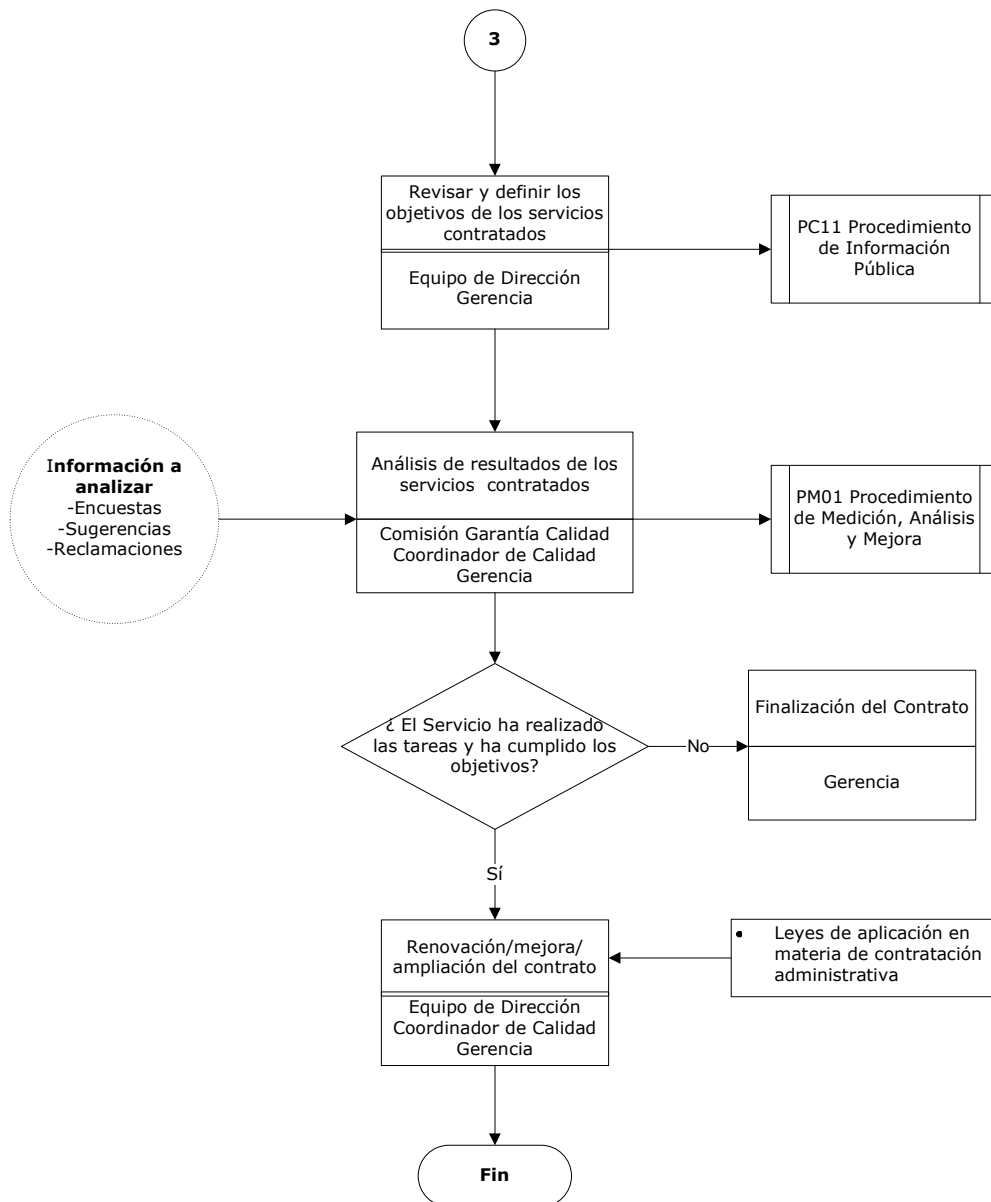 3
Revisar y definir los
objetivos de los servicios
contratados
Equipo de Dirección
Gerencia
PC11 Procedimiento
de Información
Pública
Información a
analizar
-Encuestas
-Sugerencias
-Reclamaciones
Análisis de resultados de los
servicios contratados
Comisión Garantía Calidad
Coordinador de Calidad
Gerencia
PM01 Procedimiento
de Medición, Análisis
y Mejora
¿ El Servicio ha realizado
las tareas y ha cumplido los
objetivos?
No
Finalización del Contrato
Gerencia
Sí
Renovación/mejora/
ampliación del contrato
Equipo de Dirección
Coordinador de Calidad
Gerencia
• Leyes de aplicación en
materia de contratación
administrativa
Fin